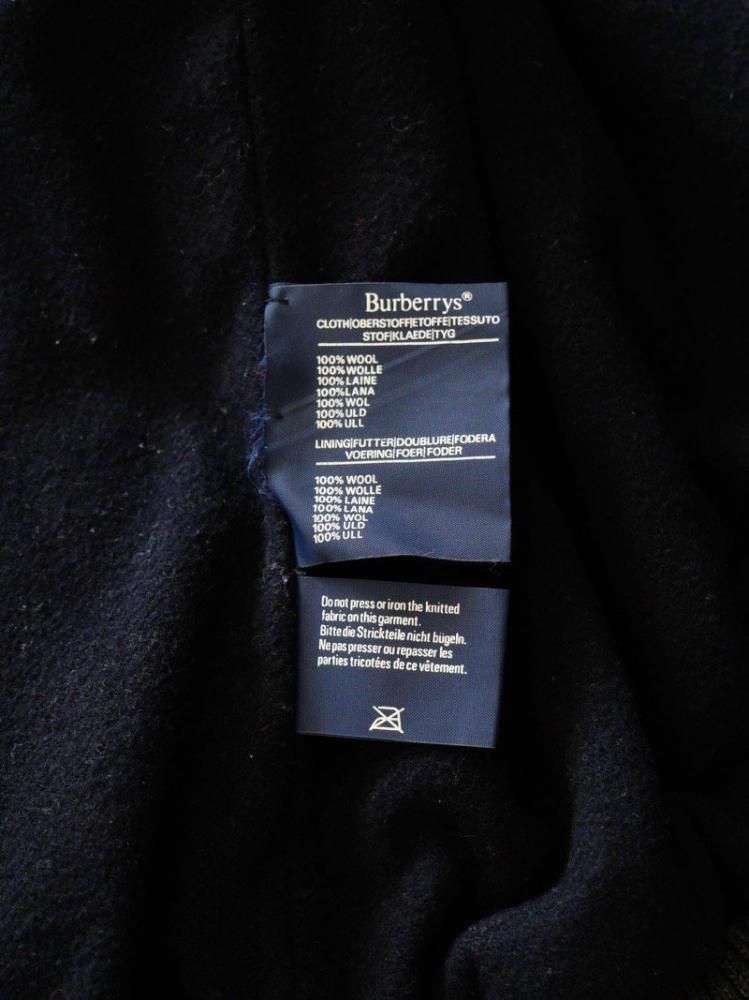 Burberrys®
CLOTH|OBERSTOFF|ETOFFE|TESSUTO
STOF|KLAEDE|TYG
100% WOOL
100% WOLLE
100% LAINE
100%LANA
100% WOL
100%ULD
100% ULL
LINING|FUTTER|DOUBLURE|FODERA
VOERING|FOER|FODER
100% WOOL
100% WOLLE
100% LAINE
100% LANA
100% WOL
100% ULD
100% ULL
Do not press or iron the knitted
fabric on this garment.
Bitte die Strickteile nicht bügeln.
Ne pas presser ou repasser les
parties tricotées de ce vêtement.